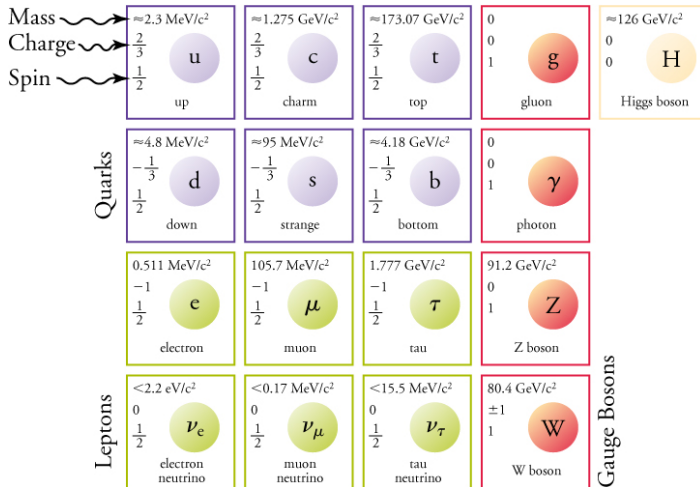 Mass
Charge
Spin
≈2.3 MeV/c²
2/3
1/2
u
up
≈1.275 GeV/c²
2/3
1/2
c
charm
≈173.07 GeV/c²
2/3
1/2
t
top
0
0
1
g
gluon
≈126 GeV/c²
0
0
H
Higgs boson
Quarks
≈4.8 MeV/c²
-1/3
1/2
d
down
≈95 MeV/c²
-1/3
1/2
s
strange
≈4.18 GeV/c²
-1/3
1/2
b
bottom
0
0
1
γ
photon
Leptons
0.511 MeV/c²
−1
1/2
e
electron
105.7 MeV/c²
−1
1/2
μ
muon
1.777 GeV/c²
−1
1/2
τ
tau
91.2 GeV/c²
0
1
Z
Z boson
<2.2 eV/c²
0
1/2
νe
electron
neutrino
<0.17 MeV/c²
0
1/2
νμ
muon
neutrino
<15.5 MeV/c²
0
1/2
ντ
tau
neutrino
80.4 GeV/c²
±1
1
W
W boson
Gauge Bosons